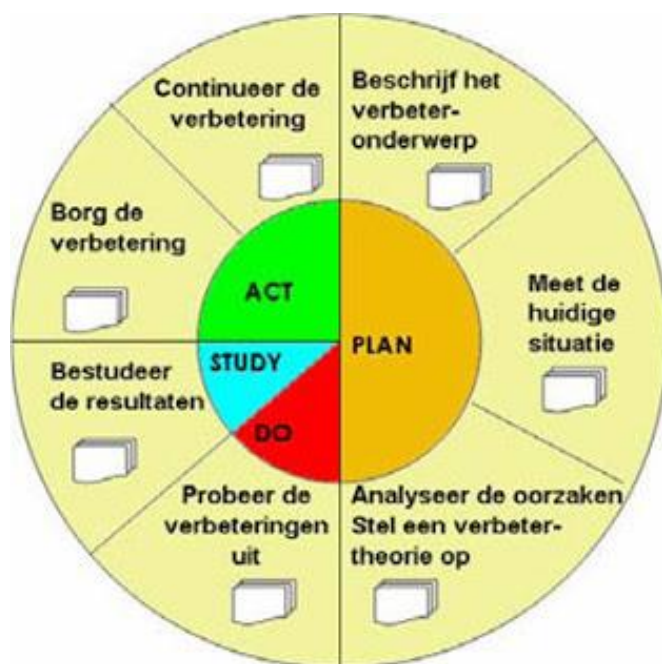 Continueer de
verbetering
Beschrijf het
verbeter-
onderwerp
Borg de
verbetering
Meet de
huidige
situatie
ACT
PLAN
STUDY
DO
Bestudeer
de resultaten
Probeer de
verbeteringen
uit
Analyseer de oorzaken
Stel een verbeter-
theorie op